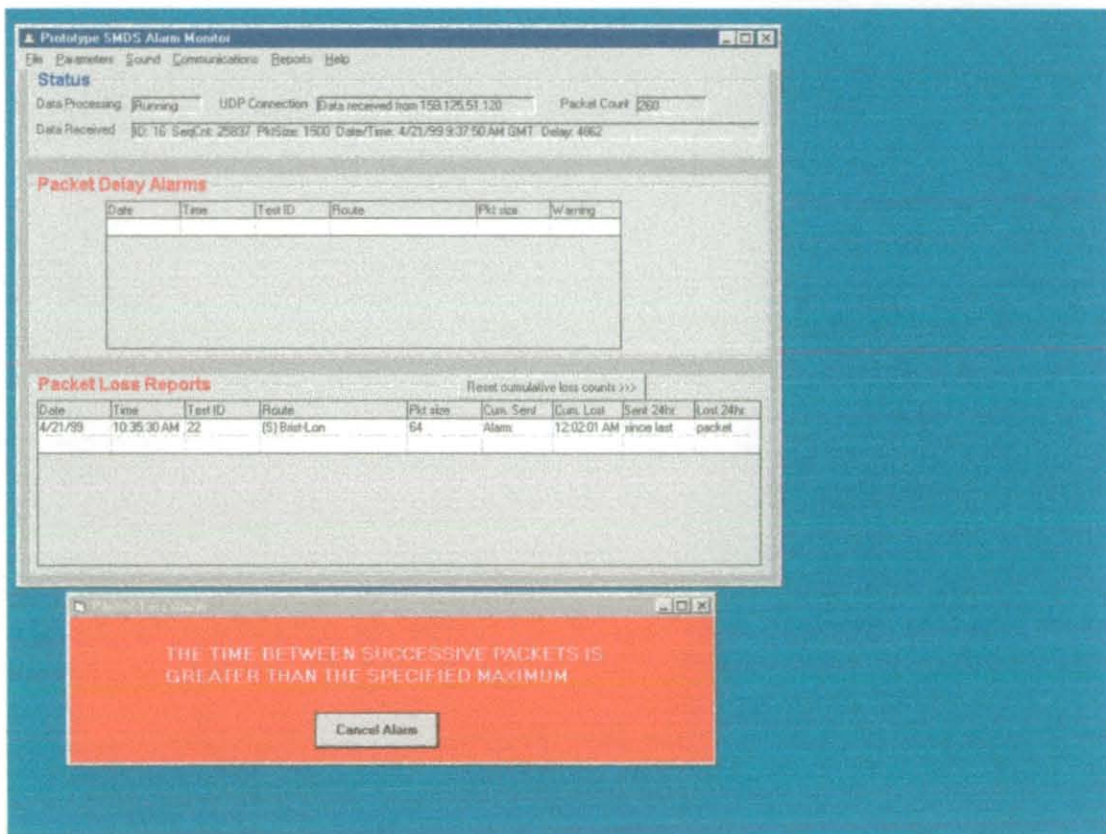 Prototype SMDS Alarm Monitor
File Parameters Sound Communications Reports Help
Status
Data Processing Running UDP Connection Data received from 158.125.51.120 Packet Count 260
Data Received ID: 16 SeqCnt: 25837 PktSize: 1500 Date/Time: 4/21/99 9:37:50 AM GMT Delay: 4862
Packet Delay Alarms
Date Time Test ID Route Pkt size Warning
Packet Loss Reports Reset cumulative loss counts >>>
Date Time Test ID Route Pkt size Cum. Sent Cum. Lost Sent 24hr Lost 24hr
4/21/99 10:35:30 AM 22 (S) Brist-Lon 64 Alarm: 12:02:01 AM since last packet
Packet Loss Alarm
THE TIME BETWEEN SUCCESSIVE PACKETS IS
GREATER THAN THE SPECIFIED MAXIMUM
Cancel Alarm